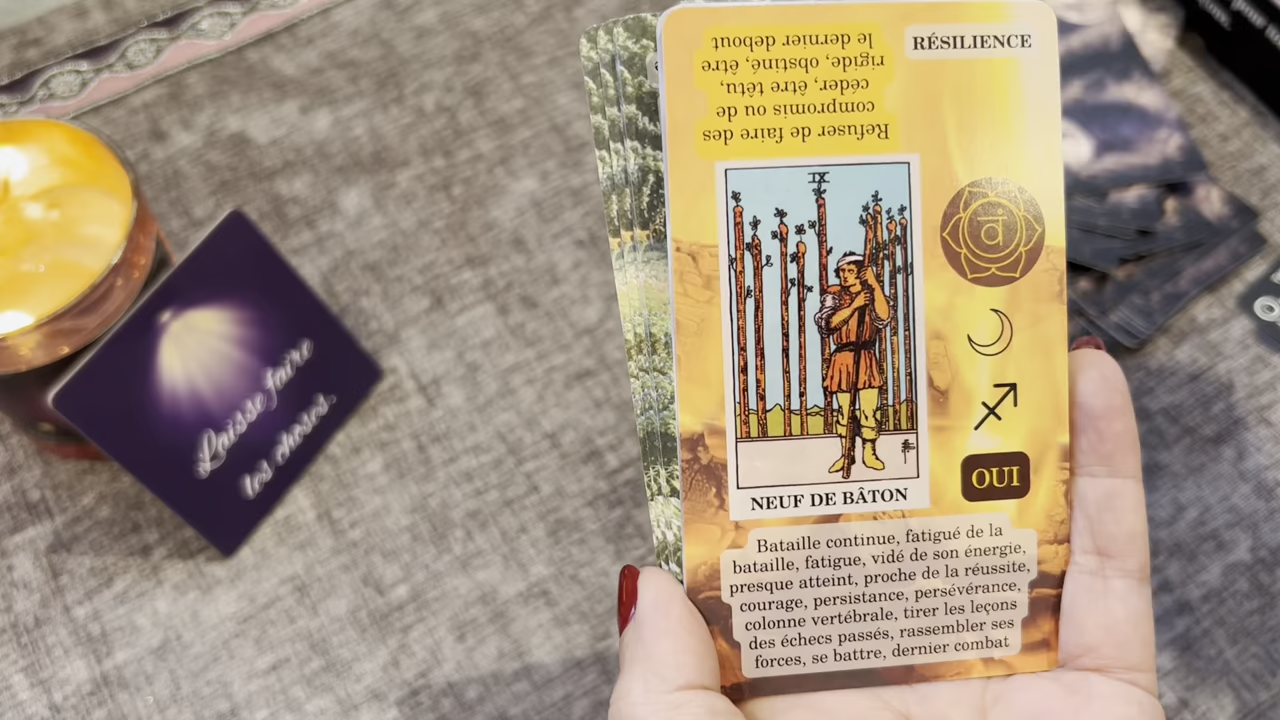 RÉSILIENCE
Refuser de faire des
compromis ou de
céder, être têtu,
rigide, obstiné, être
le dernier debout
IX
OUI
NEUF DE BÂTON
Bataille continue, fatigué de la
bataille, fatigue, vidé de son énergie,
presque atteint, proche de la réussite,
courage, persistance, persévérance,
colonne vertébrale, tirer les leçons
des échecs passés, rassembler ses
forces, se battre, dernier combat
Laisse faire
les choses.
pour